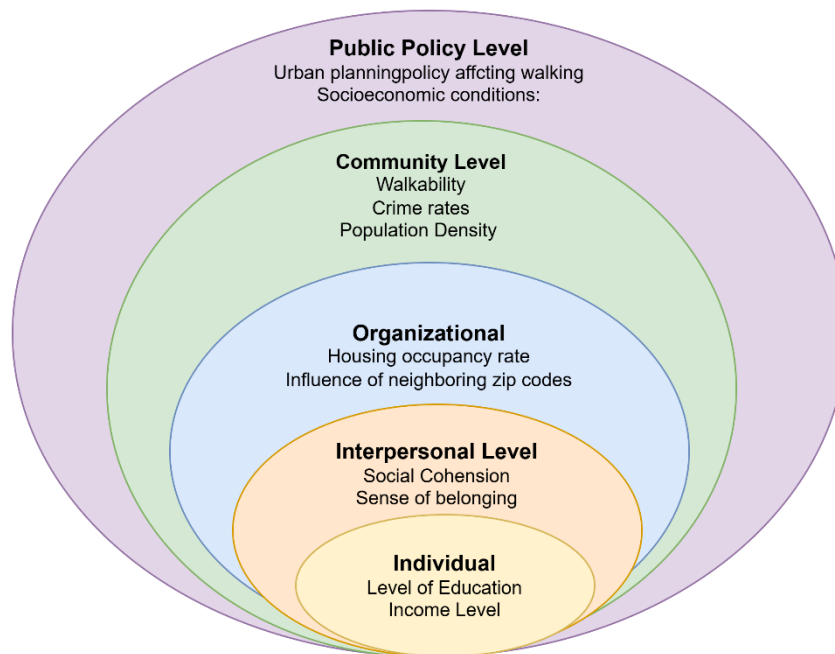 Public Policy Level
Urban planningpolicy affcting walking
Socioeconomic conditions:
Community Level
Walkability
Crime rates
Population Density
Organizational
Housing occupancy rate
Influence of neighboring zip codes
Interpersonal Level
Social Cohension
Sense of belonging
Individual
Level of Education
Income Level